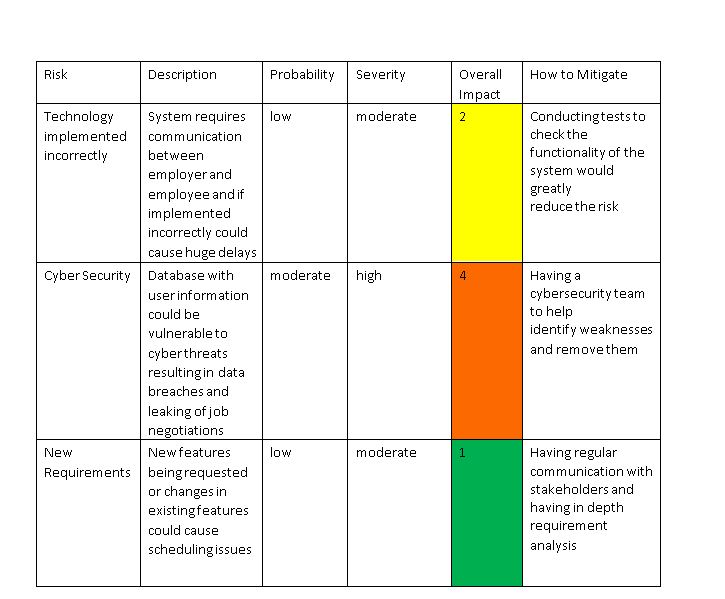 Risk
Description
Probability
Severity
Overall
Impact
How to Mitigate
Technology
implemented
incorrectly
System requires
communication
between
employer and
employee and if
implemented
incorrectly could
cause huge delays
low
moderate
2
Conducting tests to
check the
functionality of the
system would
greatly
reduce the risk
Cyber Security
Database with
user information
could be
vulnerable to
cyber threats
resulting in data
breaches and
leaking of job
negotiations
moderate
high
4
Having a
cybersecurity team
to help
identify weaknesses
and remove them
New
Requirements
New features
being requested
or changes in
existing features
could cause
scheduling issues
low
moderate
1
Having regular
communication with
stakeholders and
having in depth
requirement
analysis